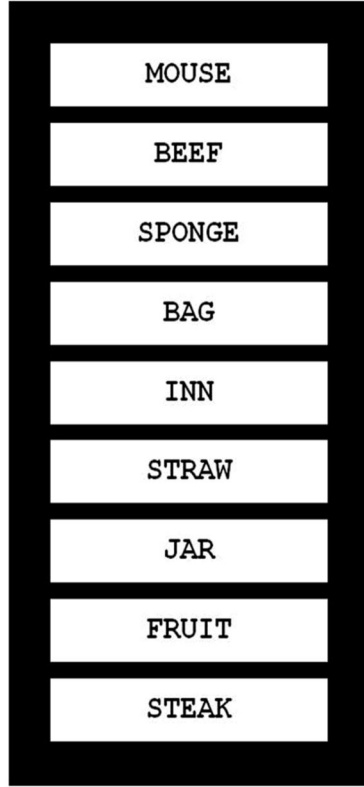 MOUSE
BEEF
SPONGE
BAG
INN
STRAW
JAR
FRUIT
STEAK